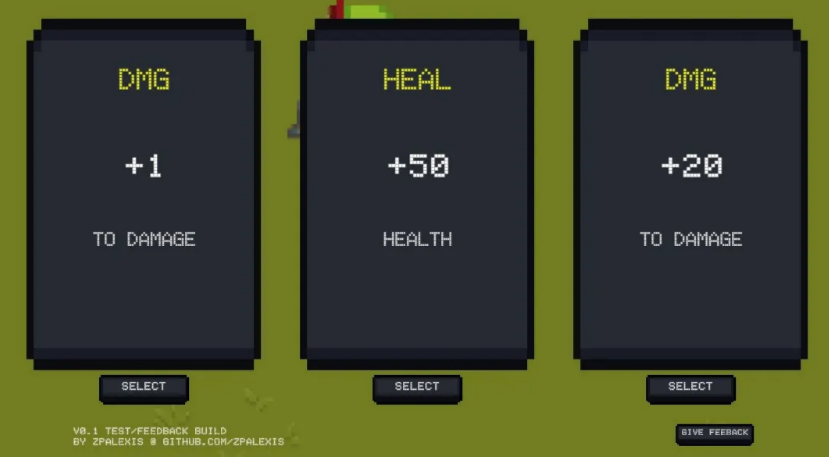 DMG
+1
TO DAMAGE
SELECT
HEAL
+50
HEALTH
SELECT
DMG
+20
TO DAMAGE
SELECT
V0.1 TEST/FEEDBACK BUILD
BY ZPALEXIS @ GITHUB.COM/ZPALEXIS
GIVE FEEBACK